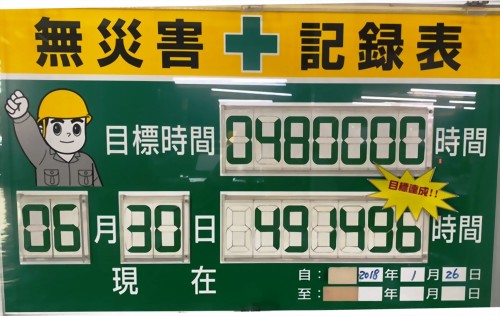 無災害 記録表
目標時間 0480000 時間
目標達成!!
06 月 30 日 491496 時間
現在
自: 2018 年 1 月 26 日
至: 年 月 日